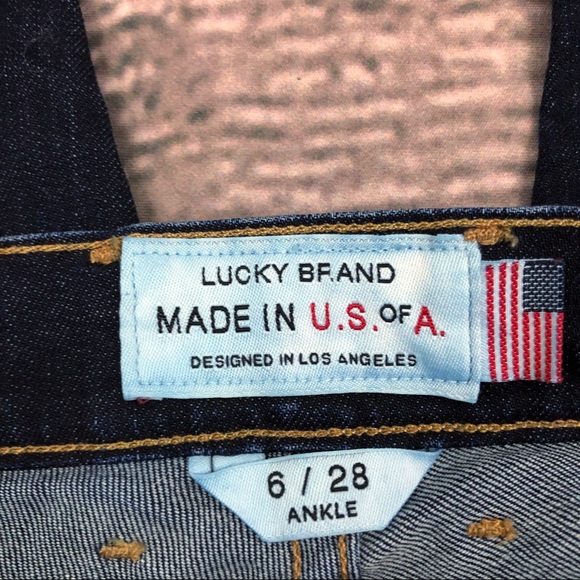 LUCKY BRAND
MADE IN U.S. OF A.
DESIGNED IN LOS ANGELES
6 / 28
ANKLE